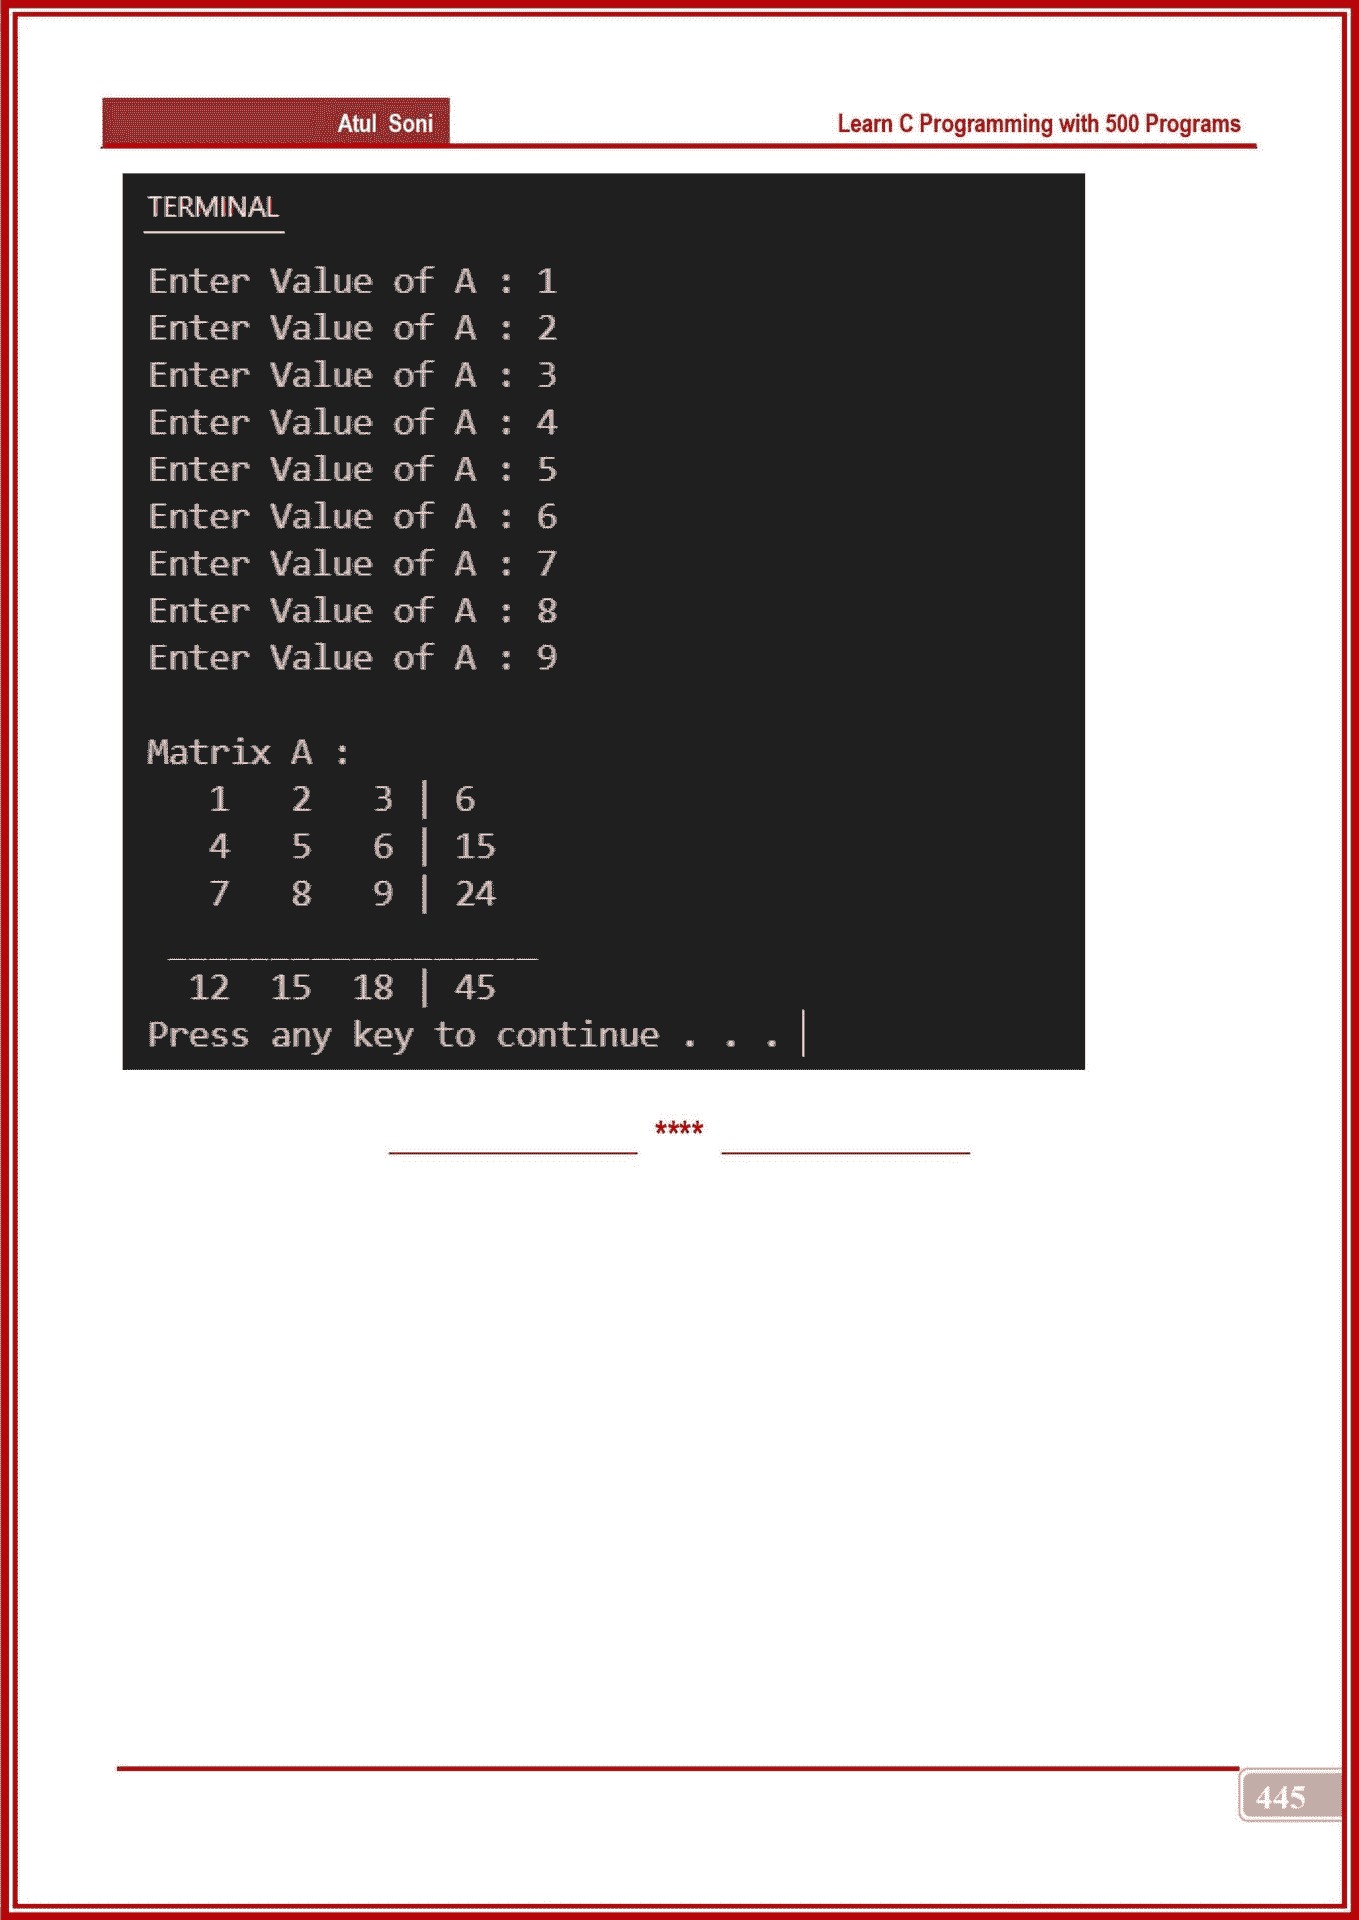 Atul Soni
Learn C Programming with 500 Programs
TERMINAL
Enter Value of A : 1
Enter Value of A : 2
Enter Value of A : 3
Enter Value of A : 4
Enter Value of A : 5
Enter Value of A : 6
Enter Value of A : 7
Enter Value of A : 8
Enter Value of A : 9
Matrix A :
1 2 3 | 6
4 5 6 | 15
7 8 9 | 24
__________________
12 15 18 | 45
Press any key to continue . . .
****
445